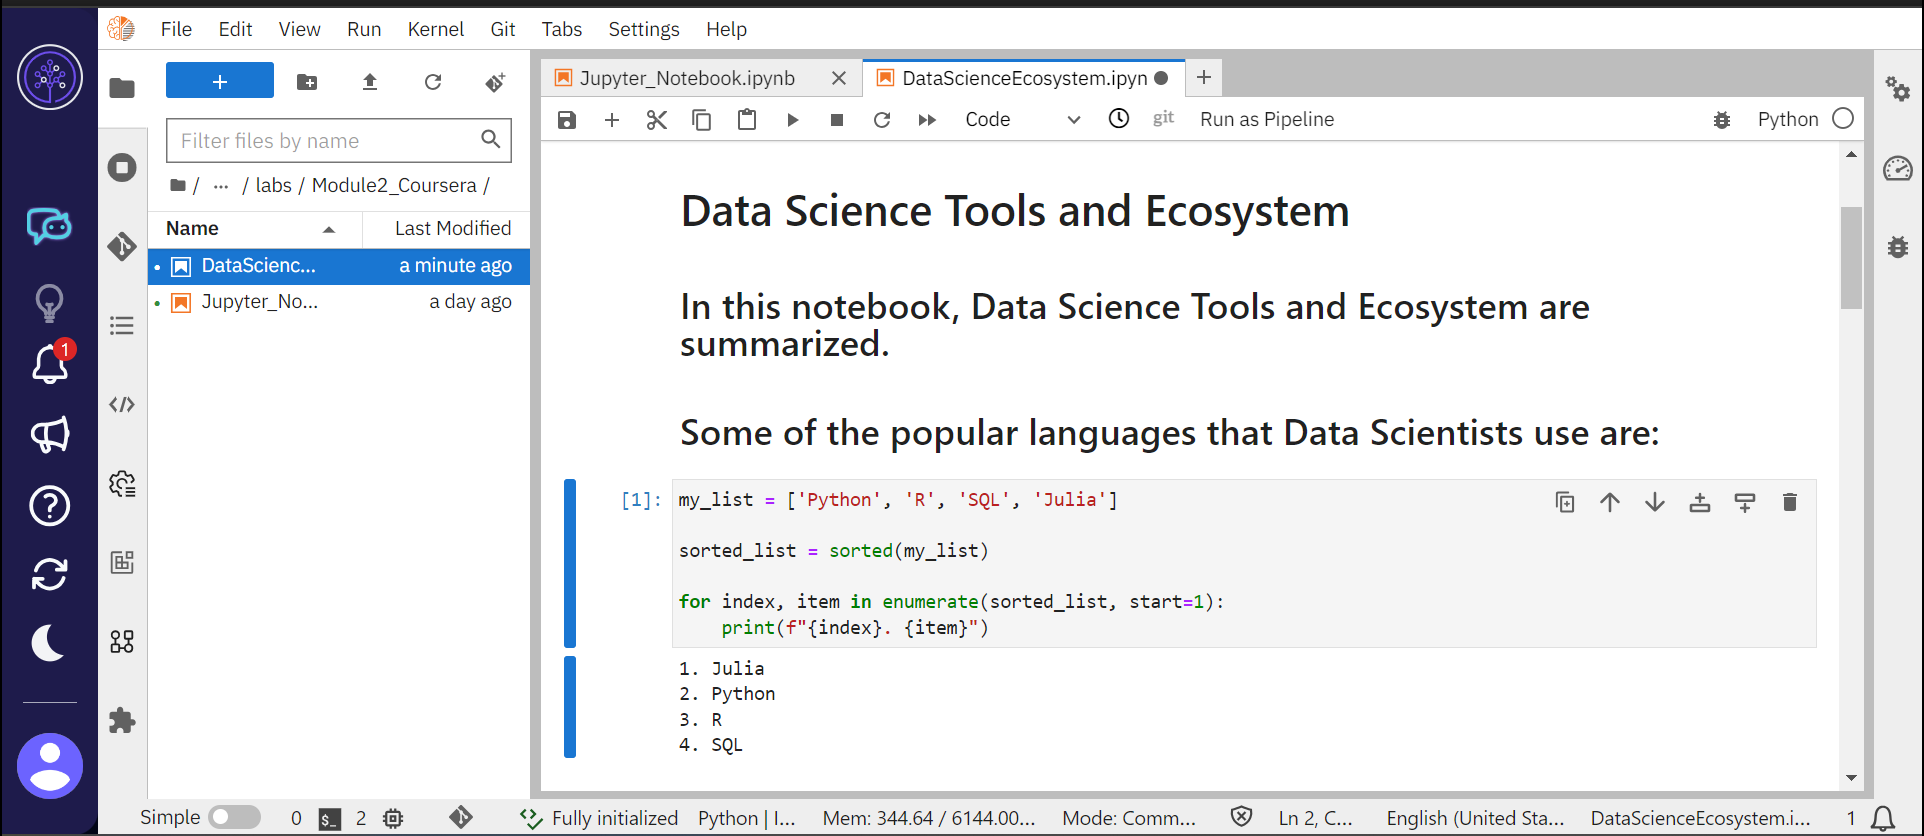 File Edit View Run Kernel Git Tabs Settings Help
+
Filter files by name
/ ... / labs / Module2_Coursera /
Name Last Modified
DataScienc... a minute ago
Jupyter_No... a day ago
1
Jupyter_Notebook.ipynb DataScienceEcosystem.ipyn
Code git Run as Pipeline Python
Data Science Tools and Ecosystem
In this notebook, Data Science Tools and Ecosystem are
summarized.
Some of the popular languages that Data Scientists use are:
[1]: my_list = ['Python', 'R', 'SQL', 'Julia']
sorted_list = sorted(my_list)
for index, item in enumerate(sorted_list, start=1):
    print(f"{index}. {item}")
1. Julia
2. Python
3. R
4. SQL
Simple 0 $_ 2 Fully initialized Python | I... Mem: 344.64 / 6144.00... Mode: Comm... Ln 2, C... English (United Sta... DataScienceEcosystem.i... 1